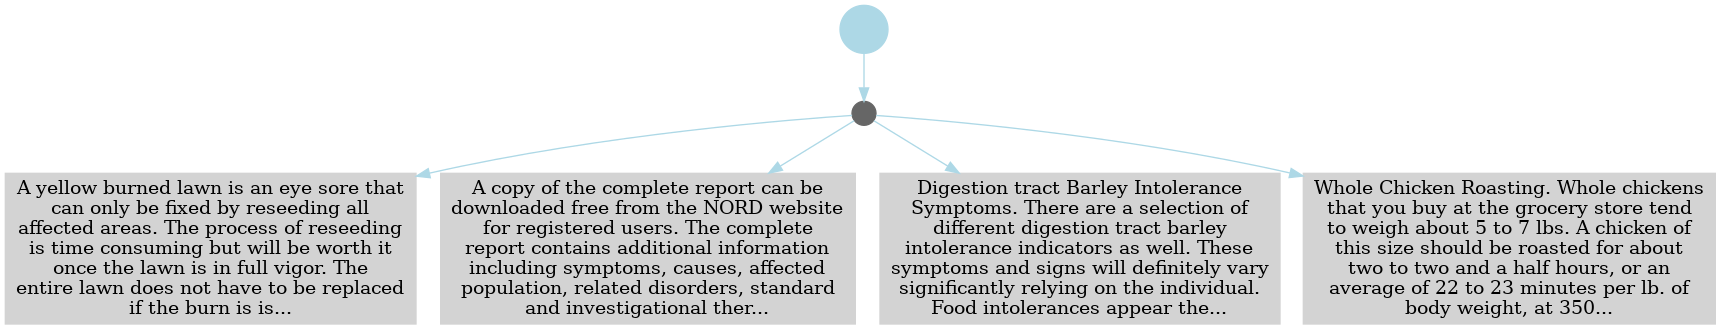 A yellow burned lawn is an eye sore that
can only be fixed by reseeding all
affected areas. The process of reseeding
is time consuming but will be worth it
once the lawn is in full vigor. The
entire lawn does not have to be replaced
if the burn is is...
A copy of the complete report can be
downloaded free from the NORD website
for registered users. The complete
report contains additional information
including symptoms, causes, affected
population, related disorders, standard
and investigational ther...
Digestion tract Barley Intolerance
Symptoms. There are a selection of
different digestion tract barley
intolerance indicators as well. These
symptoms and signs will definitely vary
significantly relying on the individual.
Food intolerances appear the...
Whole Chicken Roasting. Whole chickens
that you buy at the grocery store tend
to weigh about 5 to 7 lbs. A chicken of
this size should be roasted for about
two to two and a half hours, or an
average of 22 to 23 minutes per lb. of
body weight, at 350...